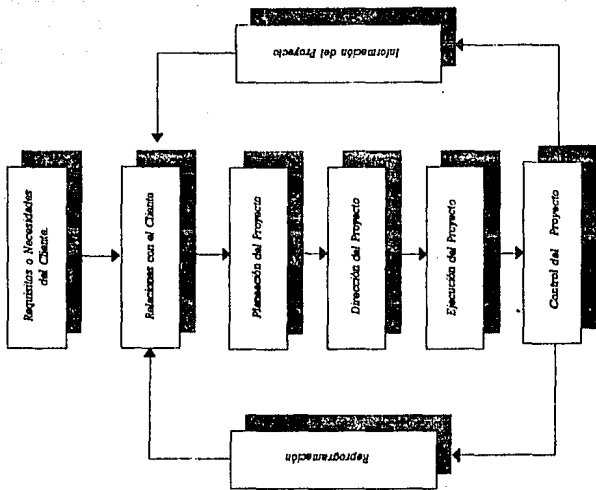 Requisitos o Necesidades
del Cliente.
Relaciones con el Cliente
Planeación del Proyecto
Dirección del Proyecto
Ejecución del Proyecto
Control del Proyecto
Información del Proyecto
Reprogramación